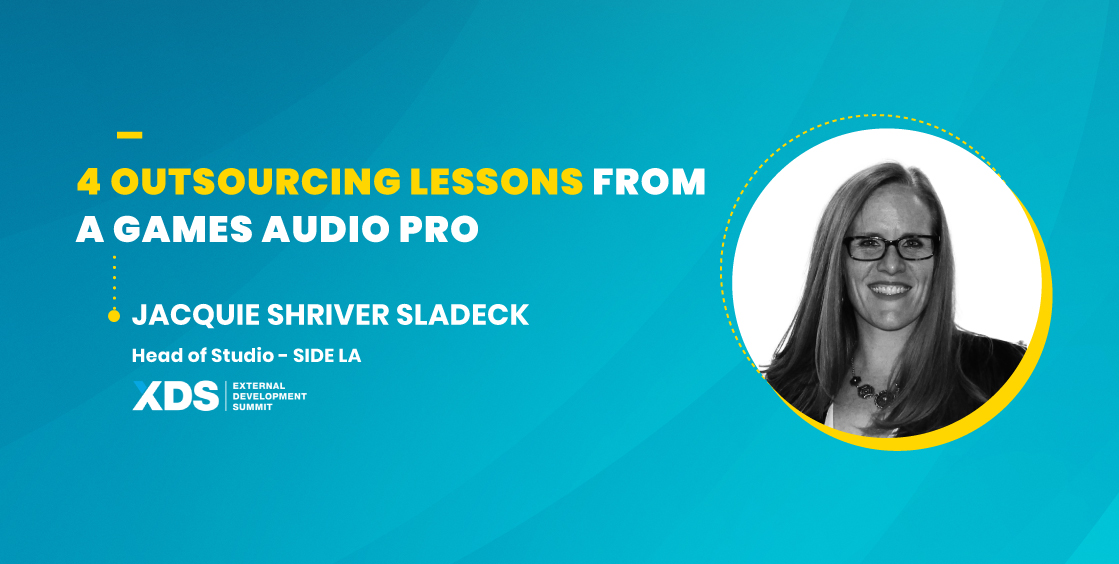 4 OUTSOURCING LESSONS FROM
A GAMES AUDIO PRO
JACQUIE SHRIVER SLADECK
Head of Studio - SIDE LA
XDS
EXTERNAL
DEVELOPMENT
SUMMIT